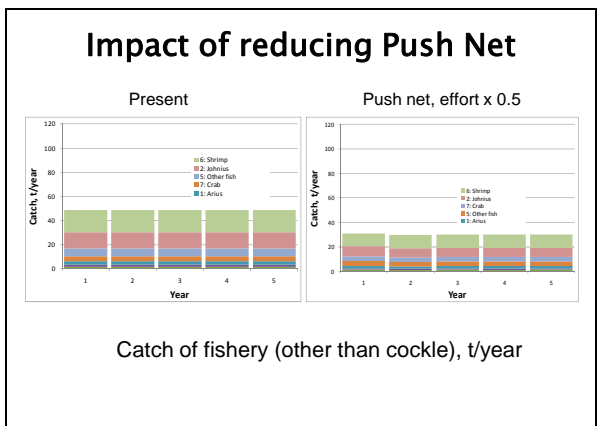 Impact of reducing Push Net
Present
120
100
80
60
40
20
0
Catch, t/year
6: Shrimp
2: Johnius
5: Other fish
7: Crab
1: Arius
1 2 3 4 5
Year
Push net, effort x 0.5
120
100
80
60
40
20
0
Catch, t/year
6: Shrimp
2: Johnius
7: Crab
5: Other fish
1: Arius
1 2 3 4 5
Year
Catch of fishery (other than cockle), t/year